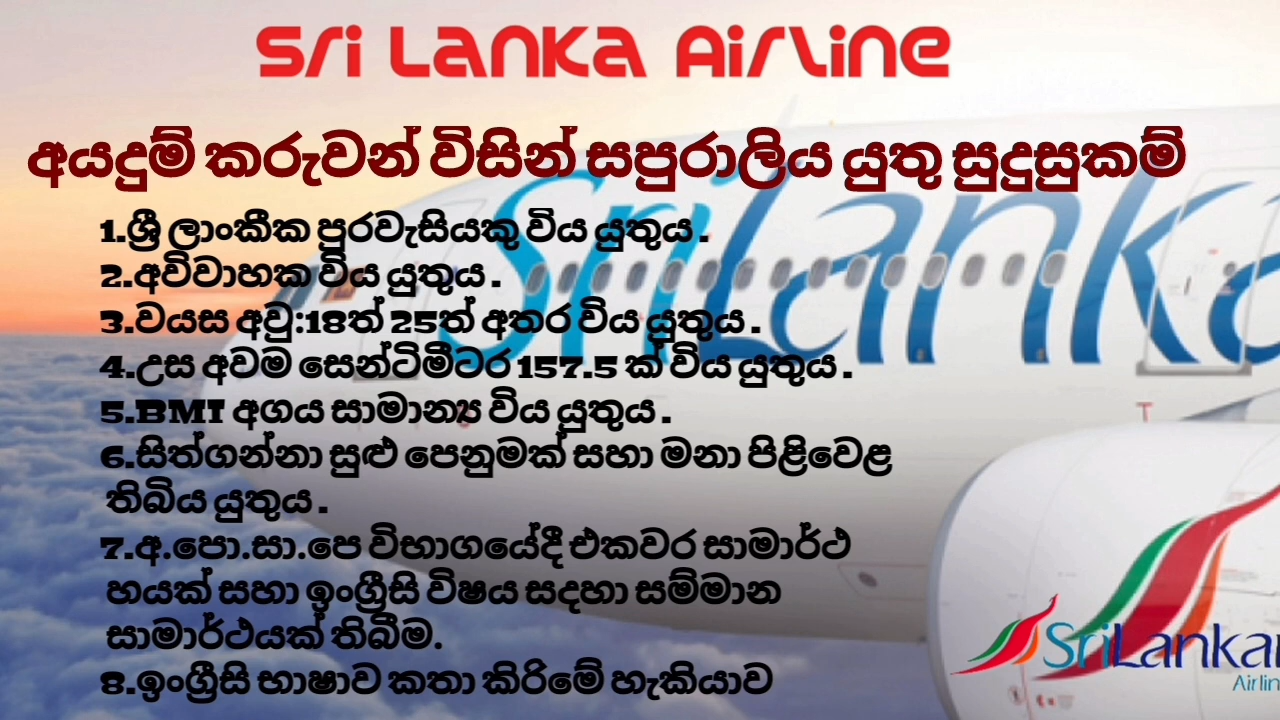 Sri Lanka Airline
අයදුම් කරුවන් විසින් සපුරාලිය යුතු සුදුසුකම්
1.ශ්‍රී ලාංකීක පුරවැසියකු විය යුතුය.
2.අවිවාහක විය යුතුය.
3.වයස අවු:18ත් 25ත් අතර විය යුතුය.
4.උස අවම සෙන්ටිමීටර 157.5 ක් විය යුතුය.
5.BMI අගය සාමාන්‍ය විය යුතුය.
6.සිත්ගන්නා සුළු පෙනුමක් සහා මනා පිළිවෙළ
තිබිය යුතුය.
7.අ.පො.සා.පෙ විභාගයේදී එකවර සාමාර්ථ
හයක් සහා ඉංග්‍රීසි විෂය සදහා සම්මාන
සාමාර්ථයක් තිබීම.
8.ඉංග්‍රීසි භාෂාව කතා කිරිමේ හැකියාව
SriLanka
SriLankan
Airlin